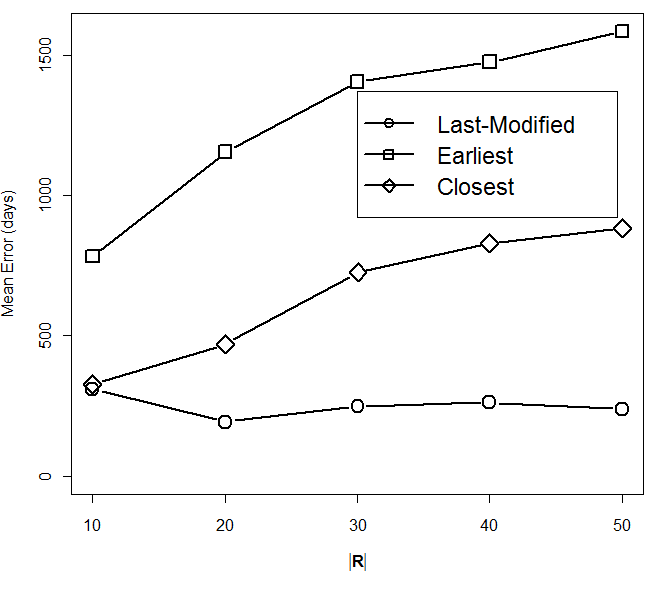 1500
1000
500
0
Mean Error (days)
Last-Modified
Earliest
Closest
10 20 30 40 50
|R|